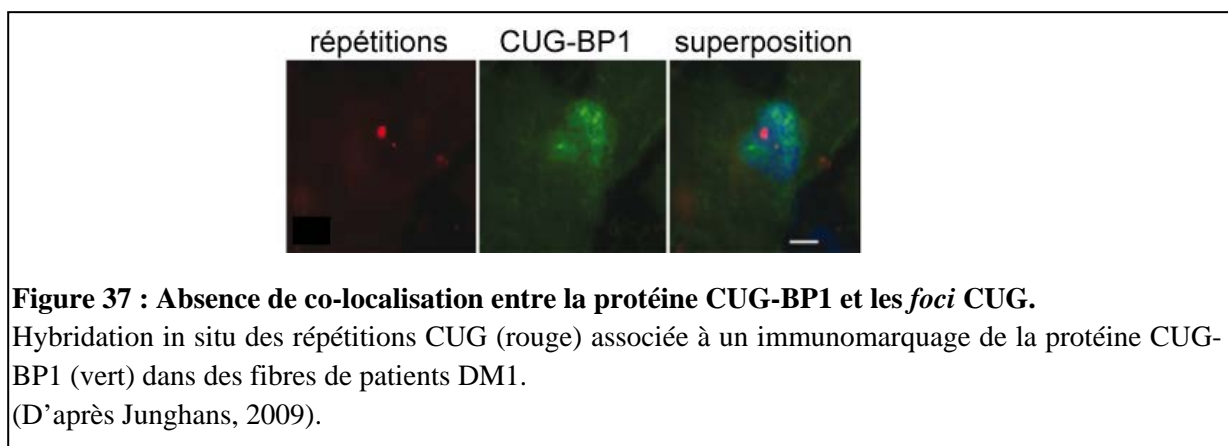 répétitions CUG-BP1 superposition
Figure 37 : Absence de co-localisation entre la protéine CUG-BP1 et les foci CUG.
Hybridation in situ des répétitions CUG (rouge) associée à un immunomarquage de la protéine CUG-
BP1 (vert) dans des fibres de patients DM1.
(D’après Junghans, 2009).